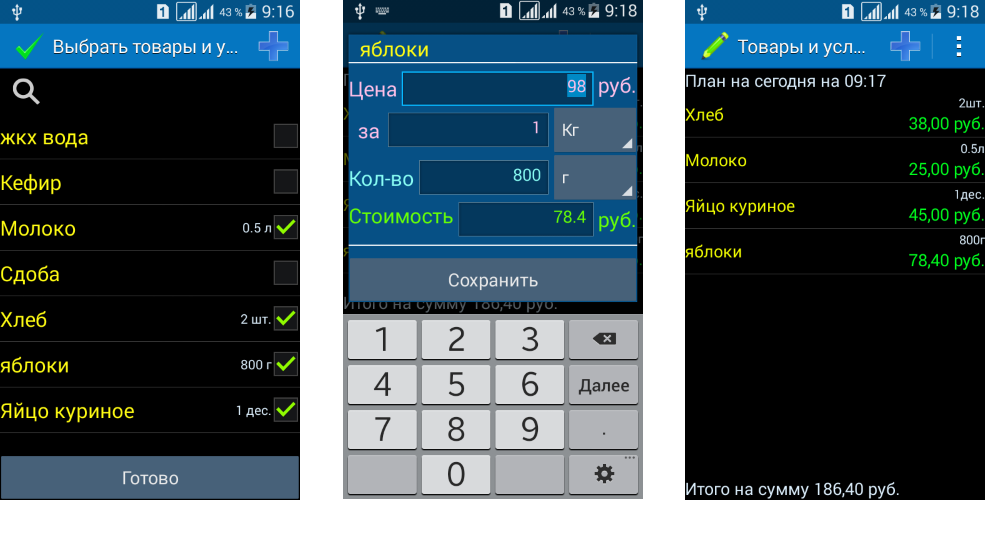 1 43 % 9:16
Выбрать товары и у...
жкх вода
Кефир
Молоко 0.5 л
Сдоба
Хлеб 2 шт.
яблоки 800 г
Яйцо куриное 1 дес.
Готово
1 43 % 9:18
яблоки
Цена 98 руб.
за 1 Кг
Кол-во 800 г
Стоимость 78.4 руб.
Сохранить
Итого на сумму 186,40 руб.
1 2 3
4 5 6 Далее
7 8 9 .
0 ...
1 43 % 9:18
Товары и усл...
План на сегодня на 09:17
2шт.
Хлеб
38,00 руб.
0.5л
Молоко
25,00 руб.
1дес.
Яйцо куриное
45,00 руб.
800г
яблоки
78,40 руб.
Итого на сумму 186,40 руб.